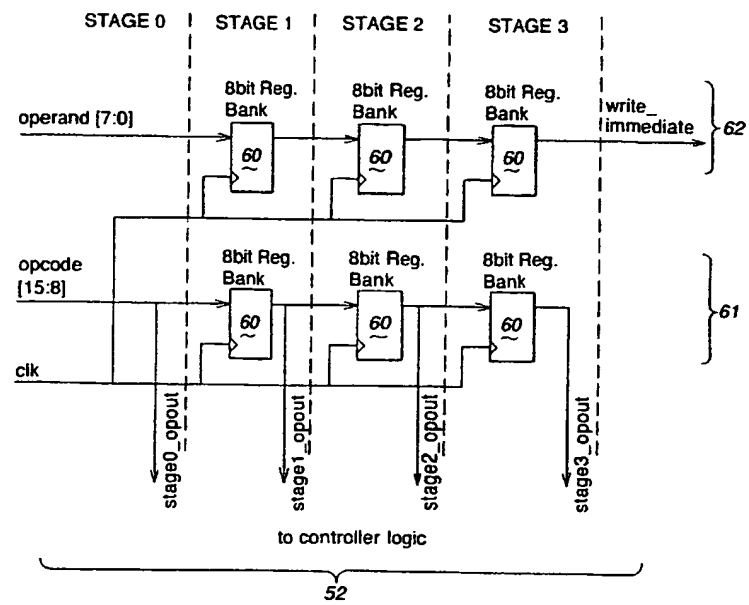 STAGE 0 STAGE 1 STAGE 2 STAGE 3
8bit Reg. Bank
8bit Reg. Bank
8bit Reg. Bank
operand [7:0]
60
60
60
write_
immediate
62
opcode
[15:8]
8bit Reg.
Bank
8bit Reg.
Bank
8bit Reg.
Bank
60
60
60
61
clk
stage0_opout
stage1_opout
stage2_opout
stage3_opout
to controller logic
52